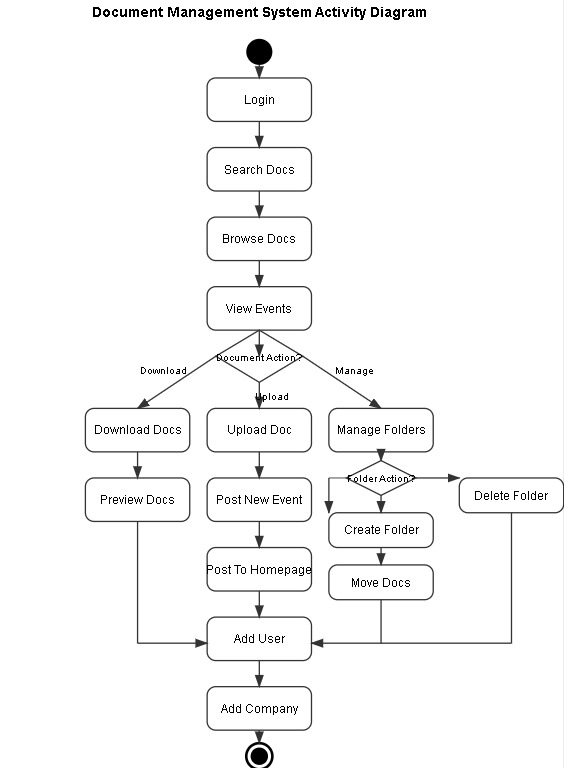 Document Management System Activity Diagram
Login
Search Docs
Browse Docs
View Events
Document Action?
Download
Upload
Manage
Download Docs
Upload Doc
Manage Folders
Folder Action?
Preview Docs
Post New Event
Delete Folder
Create Folder
Post To Homepage
Move Docs
Add User
Add Company